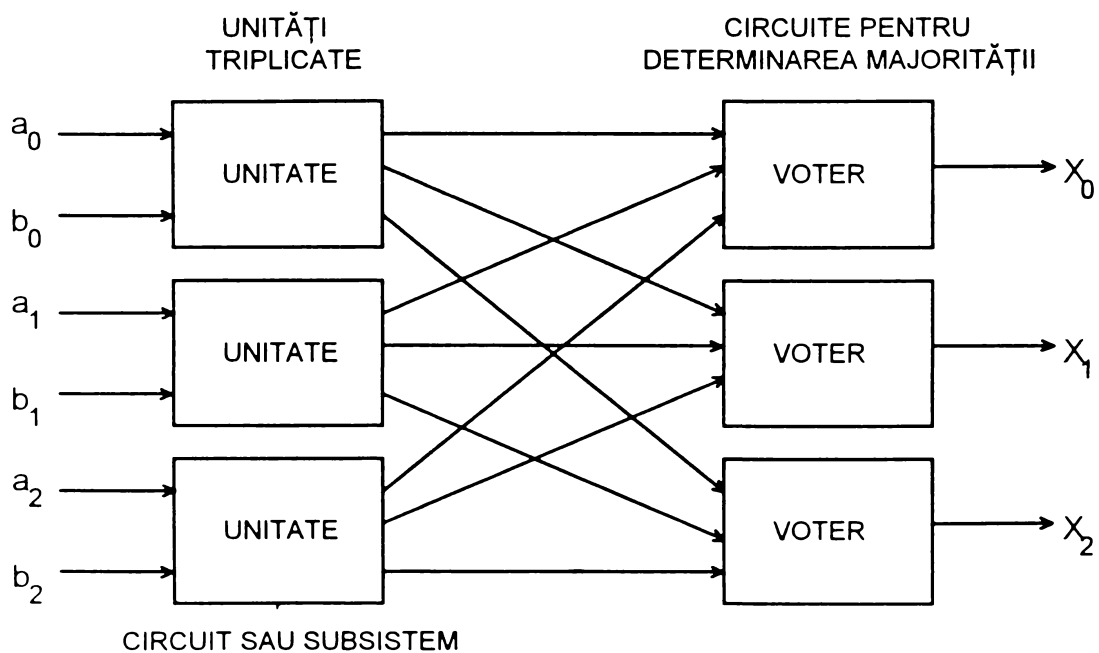 UNITĂȚI
TRIPLICATE
CIRCUITE PENTRU
DETERMINAREA MAJORITĂȚII
a0
b0
UNITATE
VOTER
X0
a1
b1
UNITATE
VOTER
X1
a2
b2
UNITATE
VOTER
X2
CIRCUIT SAU SUBSISTEM